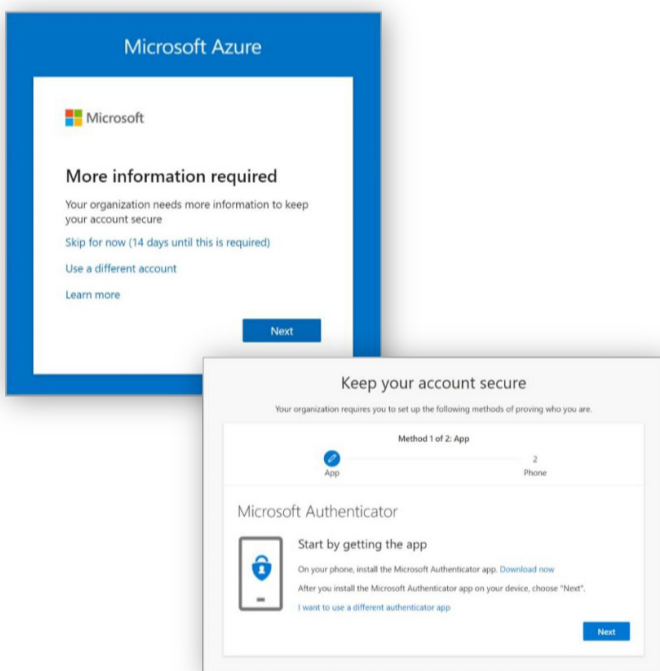 Microsoft Azure
Microsoft
More information required
Your organization needs more information to keep
your account secure
Skip for now (14 days until this is required)
Use a different account
Learn more
Next
Keep your account secure
Your organization requires you to set up the following methods of proving who you are.
Method 1 of 2: App
App
2
Phone
Microsoft Authenticator
Start by getting the app
On your phone, install the Microsoft Authenticator app. Download now
After you install the Microsoft Authenticator app on your device, choose "Next".
I want to use a different authenticator app
Next